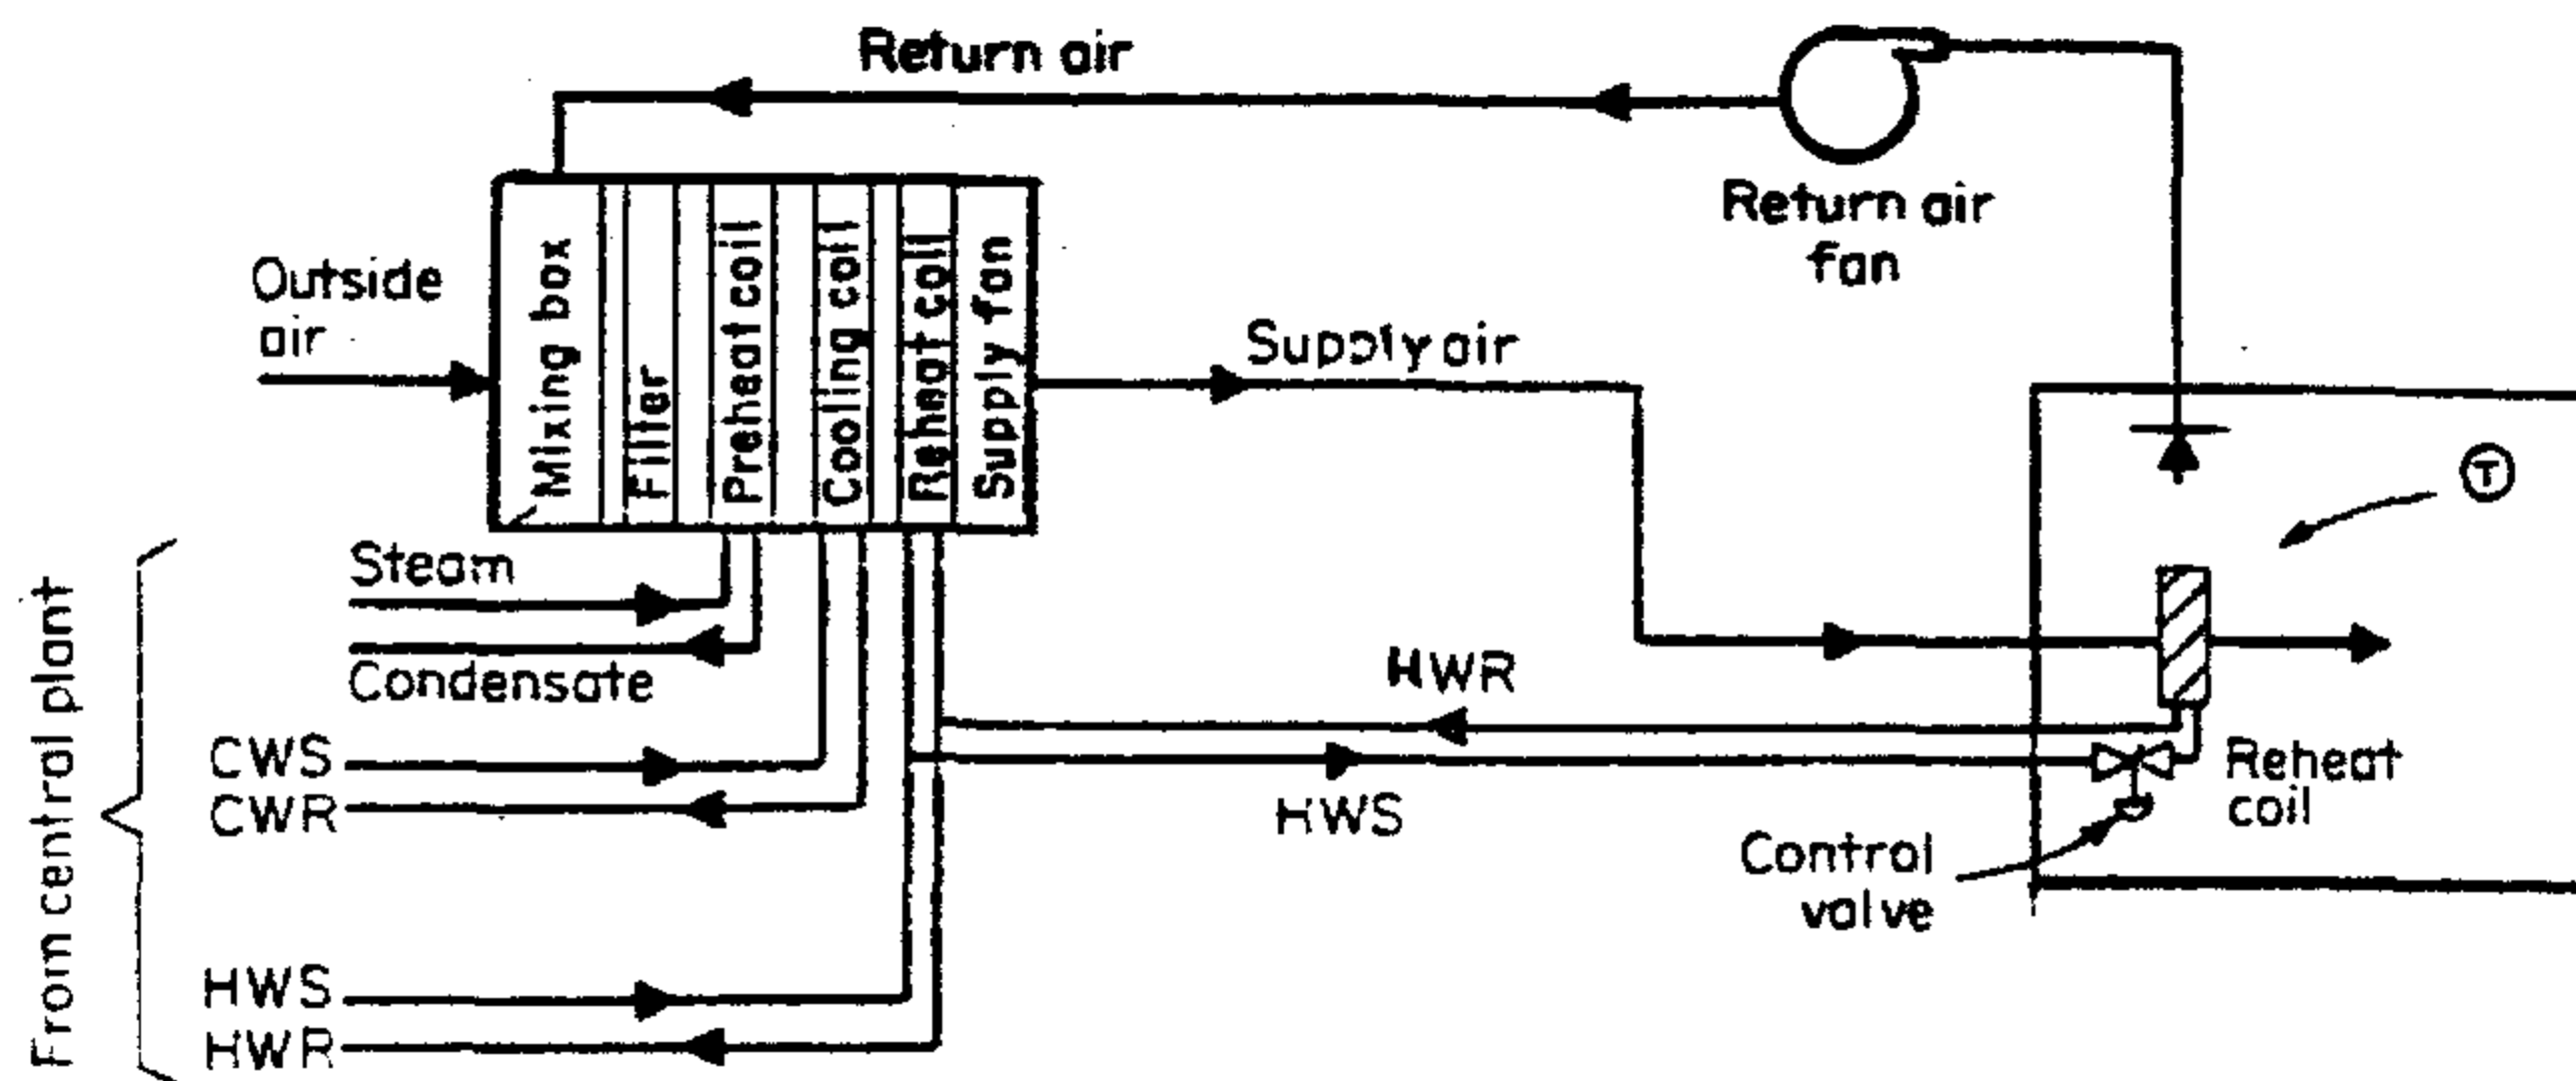 Return air
Return air
fan
Outside
air
Mixing box
Filter
Preheat coil
Cooling coil
Reheat coil
Supply fan
Supply air
T
Steam
Condensate
From central plant
CWS
CWR
HWS
HWR
HWR
HWS
Reheat
coil
Control
valve